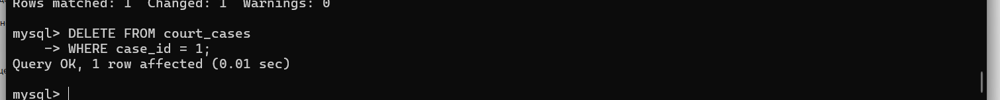 Rows matched: 1  Changed: 1  Warnings: 0
mysql> DELETE FROM court_cases
    -> WHERE case_id = 1;
Query OK, 1 row affected (0.01 sec)
mysql>